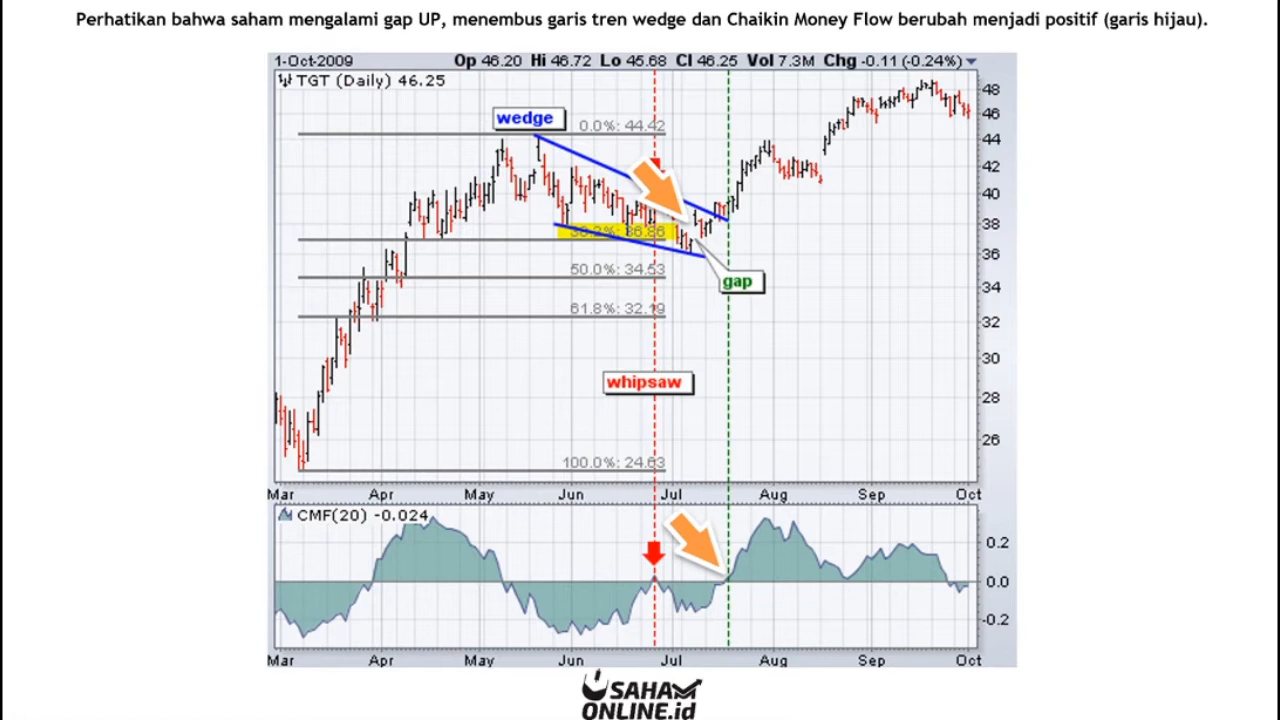 Perhatikan bahwa saham mengalami gap UP, menembus garis tren wedge dan Chaikin Money Flow berubah menjadi positif (garis hijau).
1-Oct-2009 Op 46.20 Hi 46.72 Lo 45.68 Cl 46.25 Vol 7.3M Chg -0.11 (-0.24%)
TGT (Daily) 46.25
48
46
wedge
0.0%: 44.42
44
42
40
38
38.2%: 36.86
36
50.0%: 34.53
gap
34
61.8%: 32.19
32
30
whipsaw
28
26
100.0%: 24.63
Mar Apr May Jun Jul Aug Sep Oct
CMF(20) -0.024
0.2
0.0
-0.2
Mar Apr May Jun Jul Aug Sep Oct
SAHAM
ONLINE.id